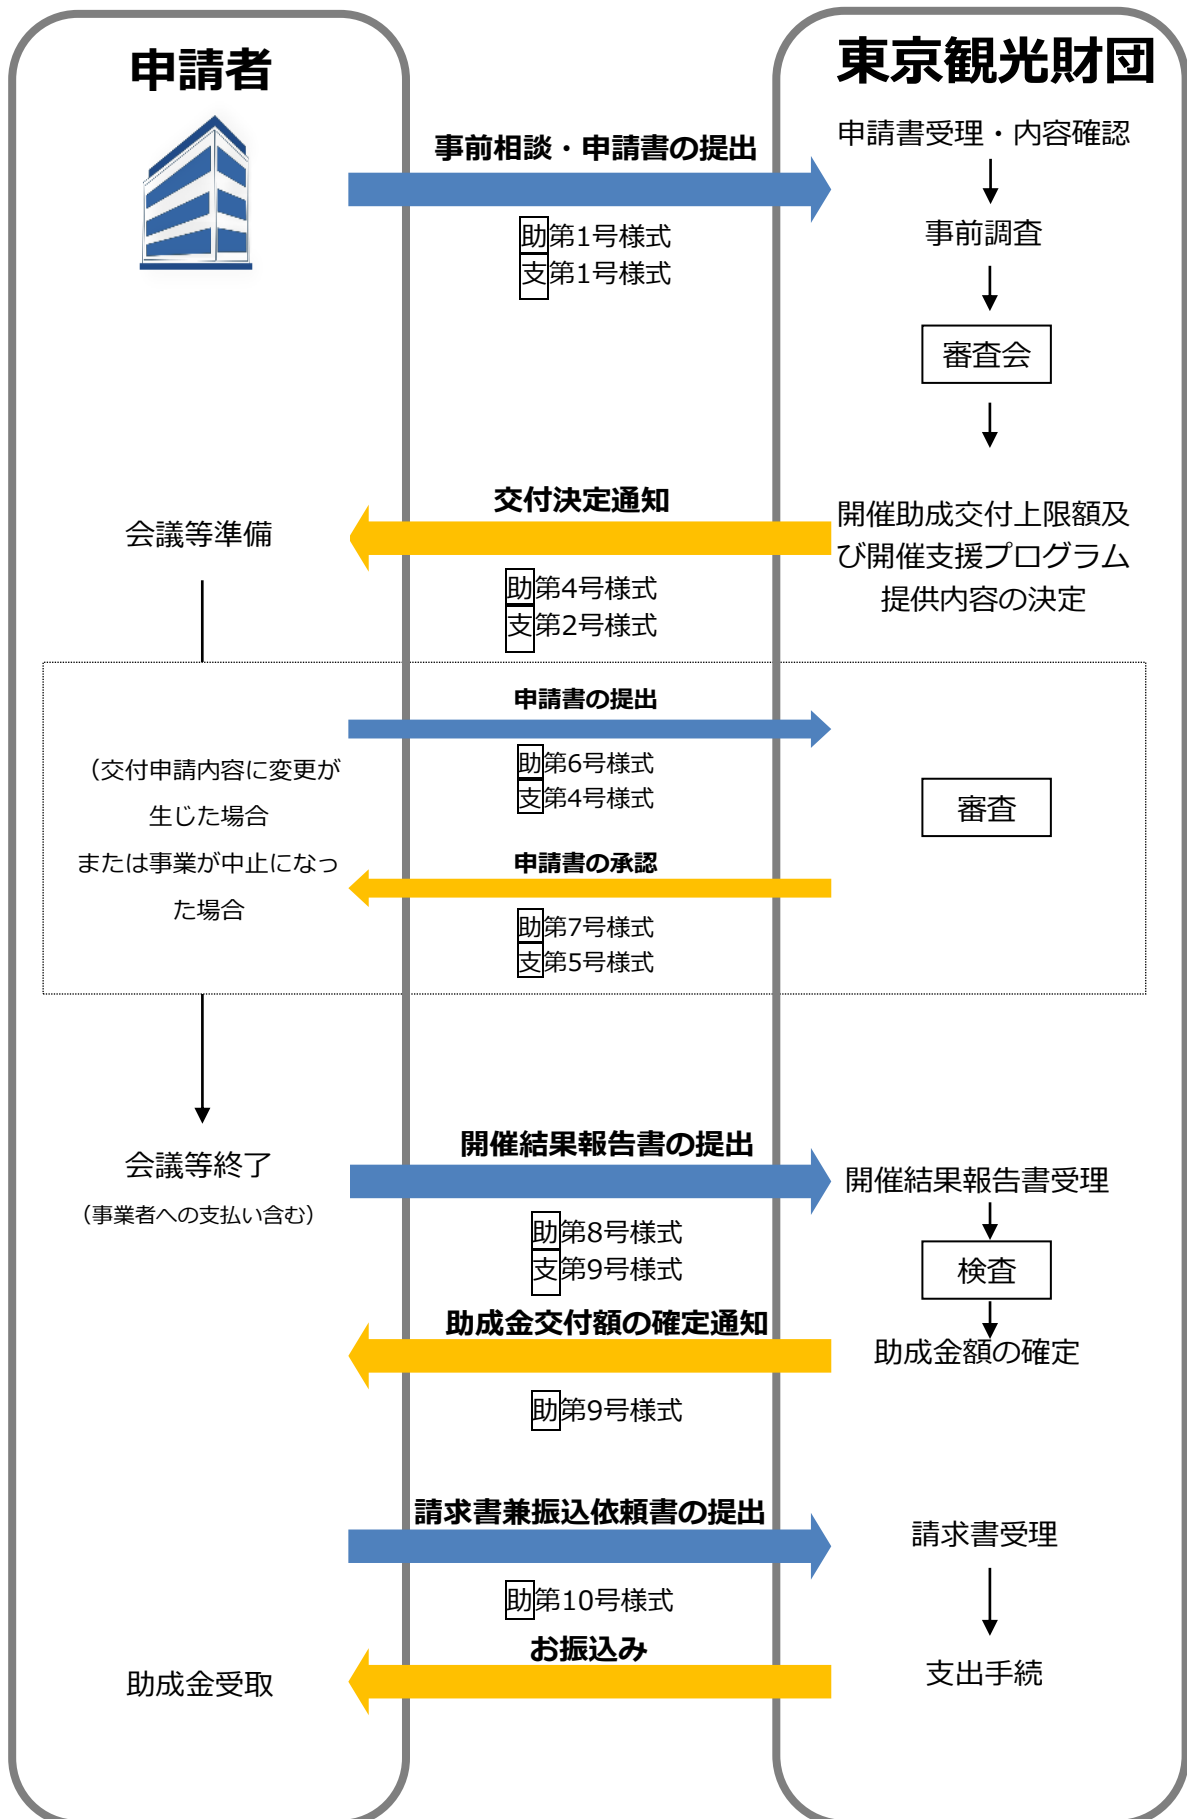 申請者
東京観光財団
事前相談・申請書の提出
助第1号様式
支第1号様式
申請書受理・内容確認
事前調査
審査会
開催助成交付上限額及
び開催支援プログラム
提供内容の決定
交付決定通知
助第4号様式
支第2号様式
会議等準備
（交付申請内容に変更が
生じた場合
または事業が中止になっ
た場合
申請書の提出
助第6号様式
支第4号様式
審査
申請書の承認
助第7号様式
支第5号様式
会議等終了
（事業者への支払い含む）
開催結果報告書の提出
助第8号様式
支第9号様式
開催結果報告書受理
検査
助成金額の確定
助成金交付額の確定通知
助第9号様式
請求書兼振込依頼書の提出
助第10号様式
請求書受理
支出手続
お振込み
助成金受取